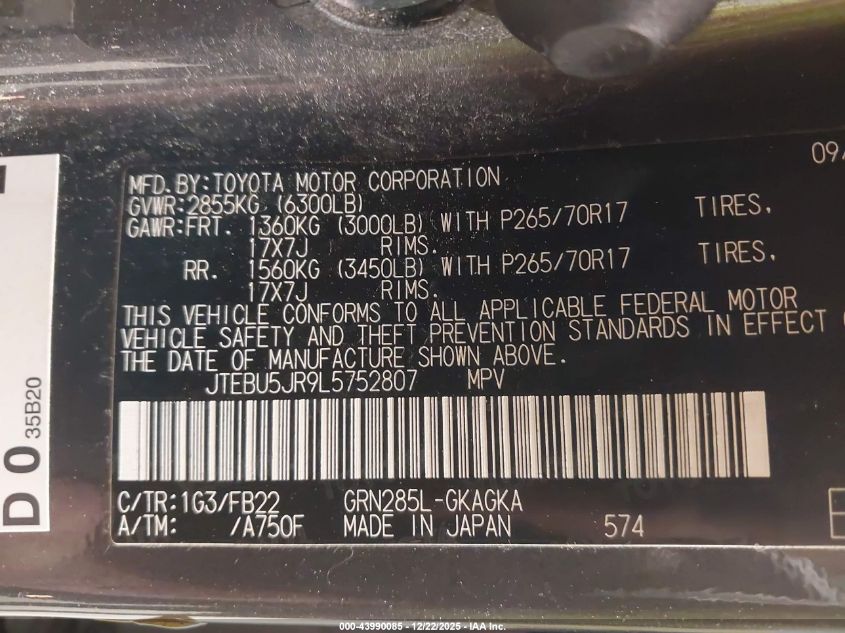 09/
MFD. BY: TOYOTA MOTOR CORPORATION
GVWR: 2855KG (6300LB)
GAWR: FRT. 1360KG (3000LB) WITH P265/70R17 TIRES,
17X7J RIMS.
RR. 1560KG (3450LB) WITH P265/70R17 TIRES,
17X7J RIMS.
THIS VEHICLE CONFORMS TO ALL APPLICABLE FEDERAL MOTOR
VEHICLE SAFETY AND THEFT PREVENTION STANDARDS IN EFFECT
THE DATE OF MANUFACTURE SHOWN ABOVE.
JTEBU5JR9L5752807 MPV
C/TR: 1G3/FB22 GRN285L-GKAGKA
A/TM: /A750F MADE IN JAPAN 574
D 0 35B20
000-43990085 - 12/22/2025 - IAA Inc.